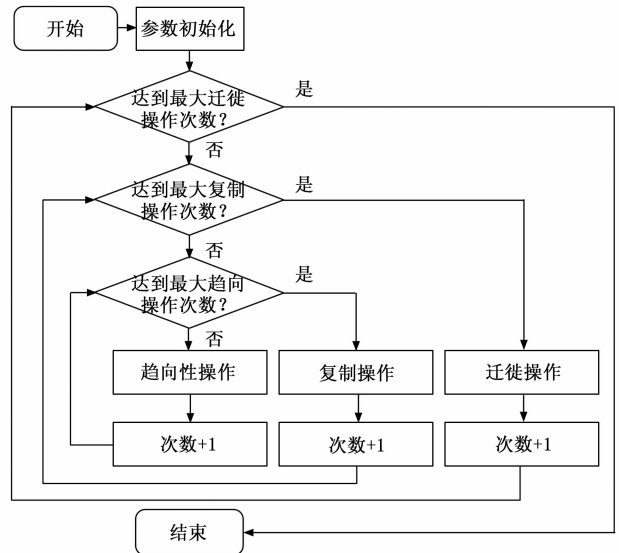 开始
参数初始化
达到最大迁徙
操作次数?
是
否
达到最大复制
操作次数?
是
否
达到最大趋向
操作次数?
是
否
趋向性操作
复制操作
迁徙操作
次数+1
次数+1
次数+1
结束